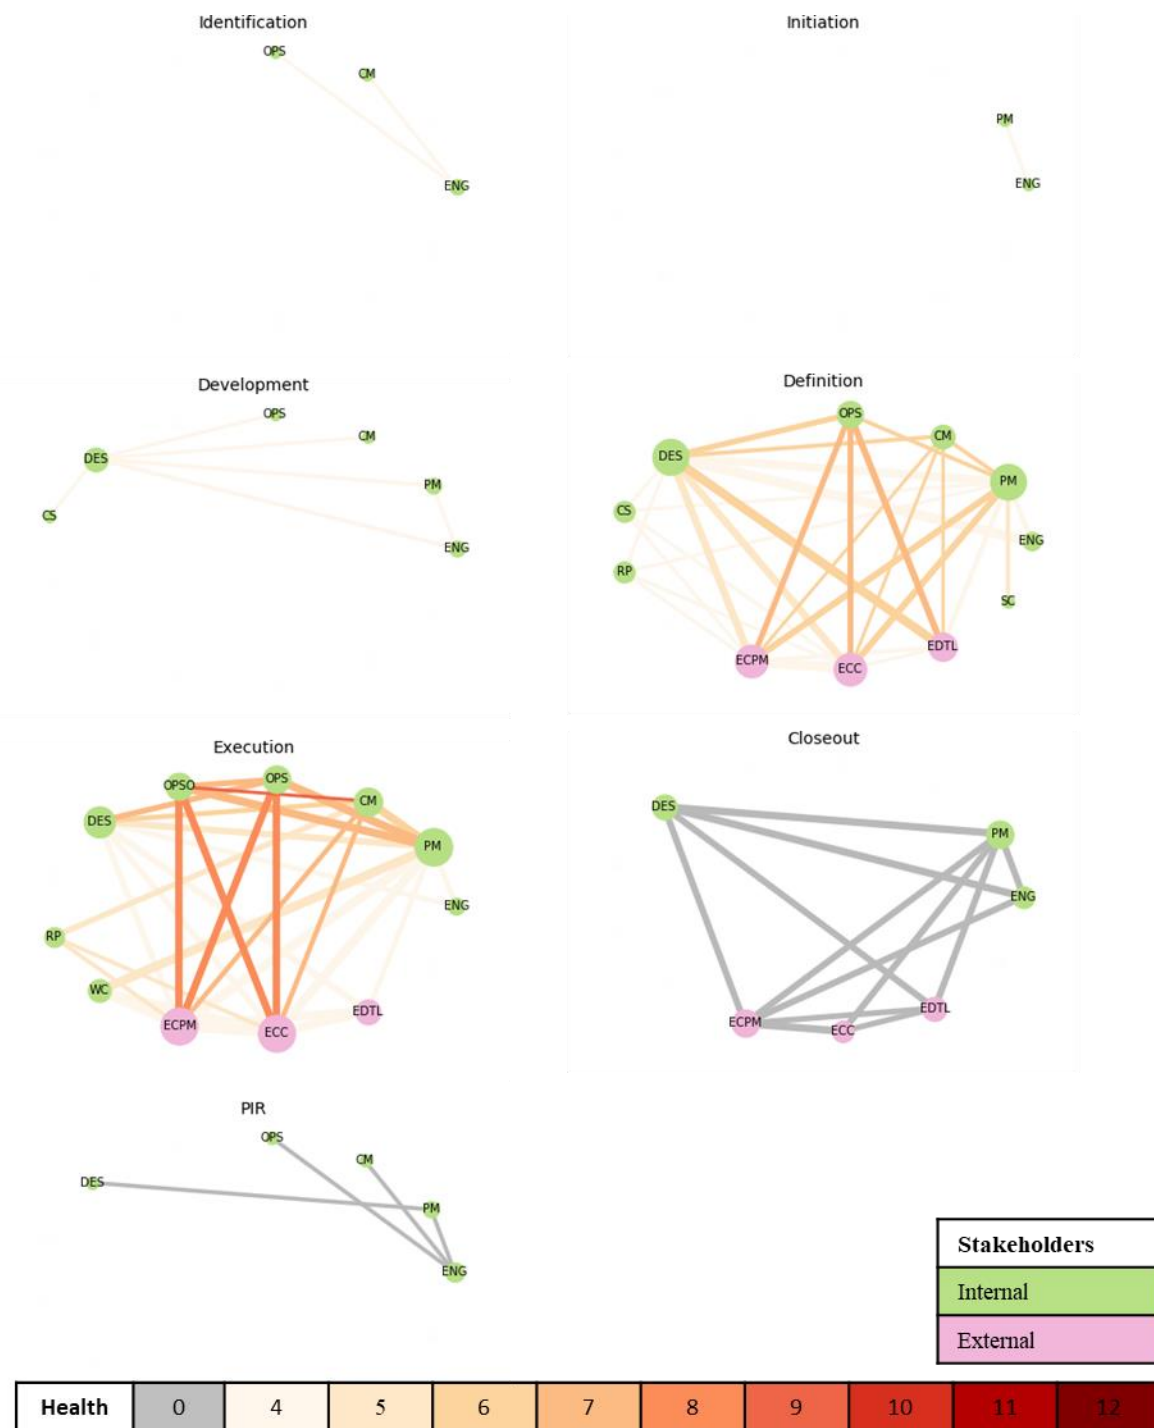 Identification
OPS
CM
ENG
Initiation
PM
ENG
Development
OPS
CM
DES
PM
CS
ENG
Definition
OPS
CM
DES
PM
CS
ENG
RP
SC
EDTL
ECPM
ECC
Execution
OPSO
OPS
CM
DES
PM
ENG
RP
WC
EDTL
ECPM
ECC
Closeout
DES
PM
ENG
EDTL
ECPM
ECC
PIR
OPS
CM
DES
PM
ENG
Stakeholders
Internal
External
Health 0 4 5 6 7 8 9 10 11 12